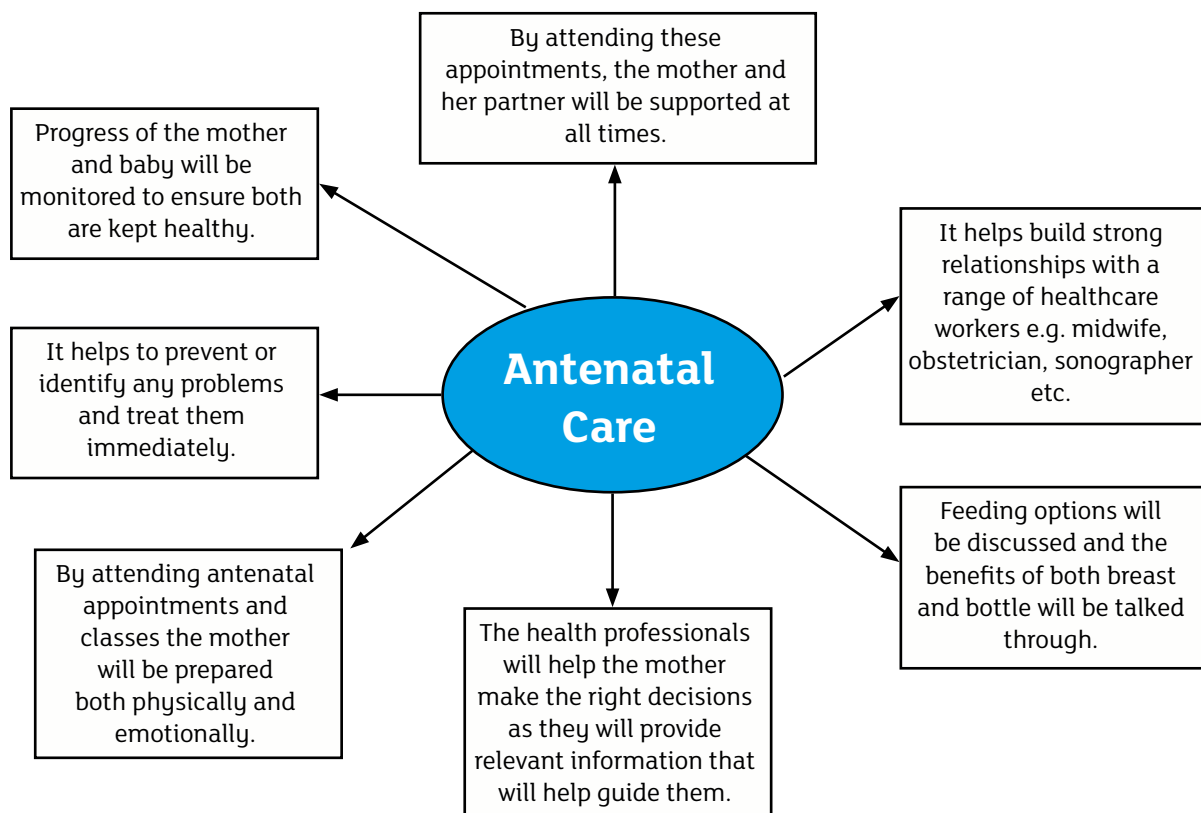 By attending these
appointments, the mother and
her partner will be supported at
all times.
Progress of the mother
and baby will be
monitored to ensure both
are kept healthy.
It helps build strong
relationships with a
range of healthcare
workers e.g. midwife,
obstetrician, sonographer
etc.
It helps to prevent or
identify any problems
and treat them
immediately.
Antenatal
Care
Feeding options will
be discussed and the
benefits of both breast
and bottle will be talked
through.
By attending antenatal
appointments and
classes the mother
will be prepared
both physically and
emotionally.
The health professionals
will help the mother
make the right decisions
as they will provide
relevant information that
will help guide them.